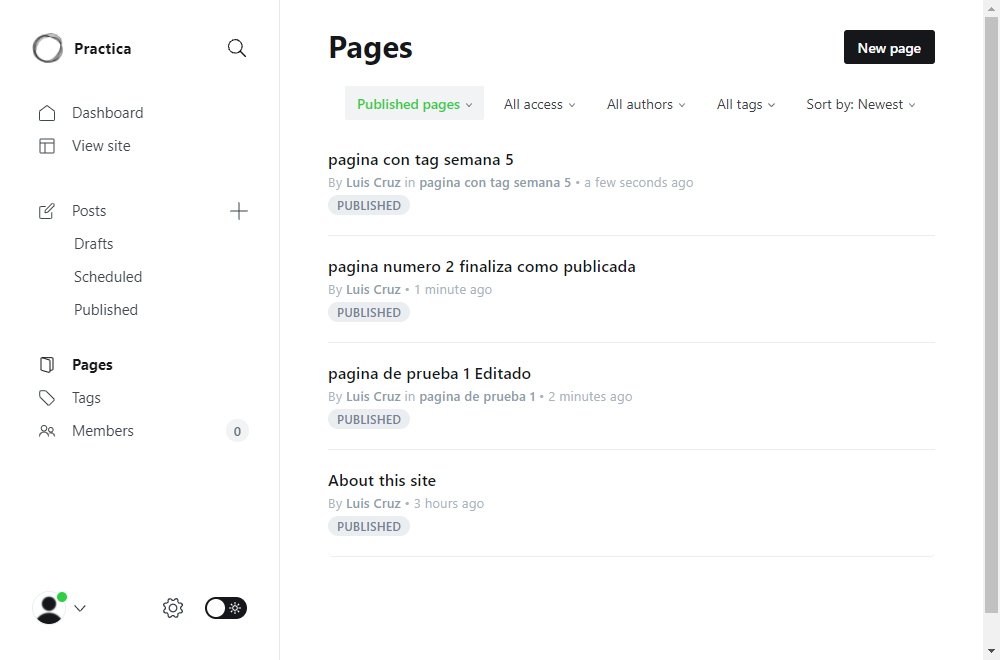 Practica
Dashboard
View site
Posts
Drafts
Scheduled
Published
Pages
Tags
Members 0
Pages
New page
Published pages All access All authors All tags Sort by: Newest
pagina con tag semana 5
By Luis Cruz in pagina con tag semana 5 • a few seconds ago
PUBLISHED
pagina numero 2 finaliza como publicada
By Luis Cruz • 1 minute ago
PUBLISHED
pagina de prueba 1 Editado
By Luis Cruz in pagina de prueba 1 • 2 minutes ago
PUBLISHED
About this site
By Luis Cruz • 3 hours ago
PUBLISHED